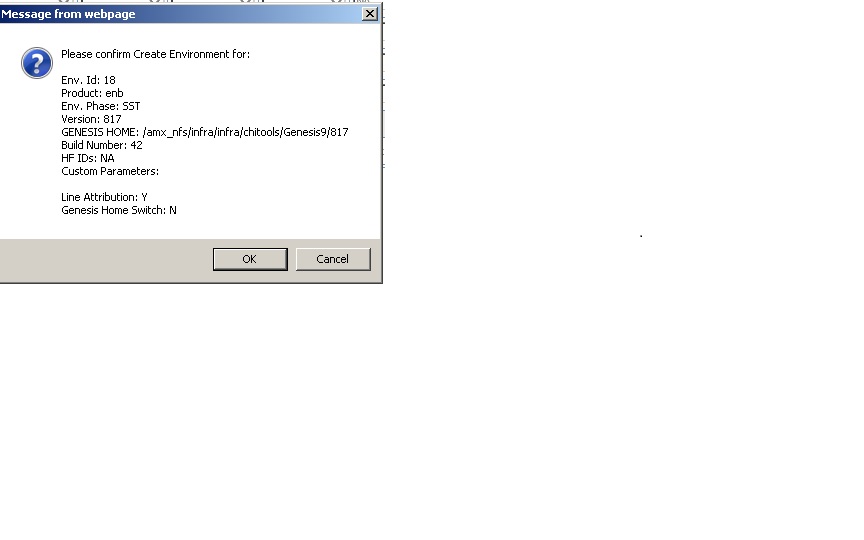 Message from webpage
Please confirm Create Environment for:
Env. Id: 18
Product: enb
Env. Phase: SST
Version: 817
GENESIS HOME: /amx_nfs/infra/infra/chitools/Genesis9/817
Build Number: 42
HF IDs: NA
Custom Parameters:
Line Attribution: Y
Genesis Home Switch: N
OK
Cancel